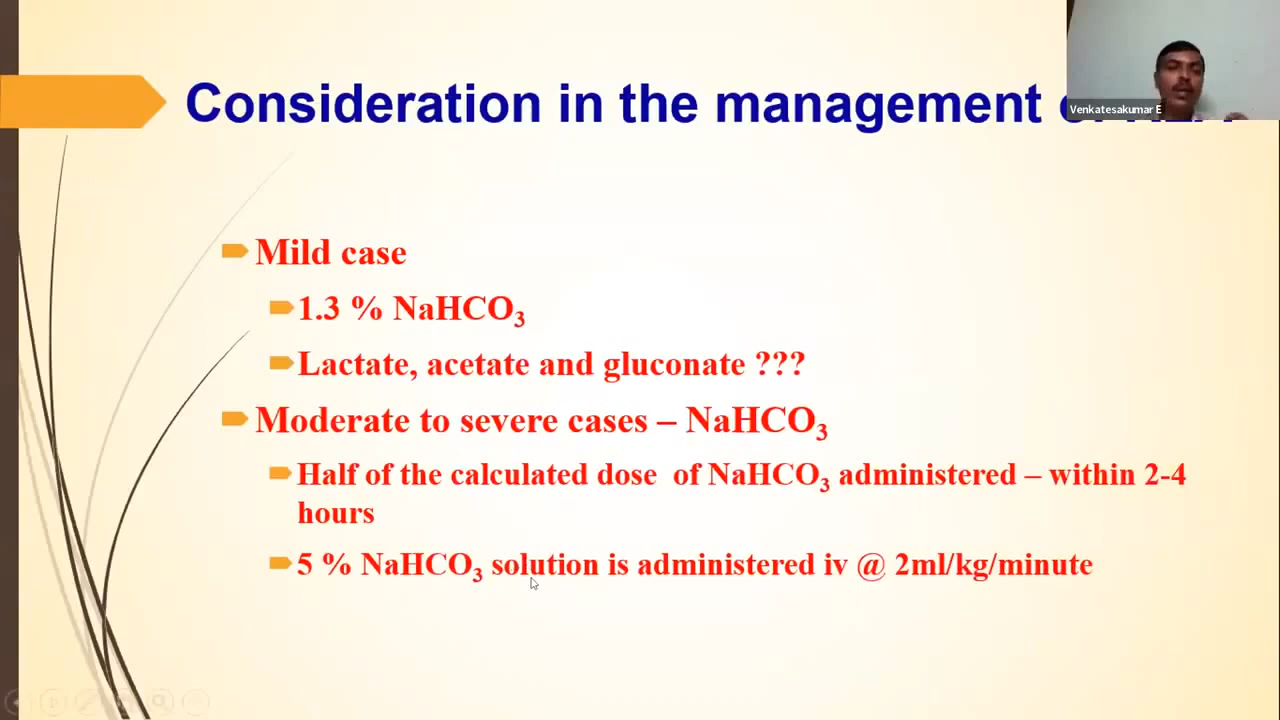 Consideration in the management
Venkatesakumar E
Mild case
1.3 % NaHCO₃
Lactate, acetate and gluconate ???
Moderate to severe cases – NaHCO₃
Half of the calculated dose of NaHCO₃ administered – within 2-4
hours
5 % NaHCO₃ solution is administered iv @ 2ml/kg/minute